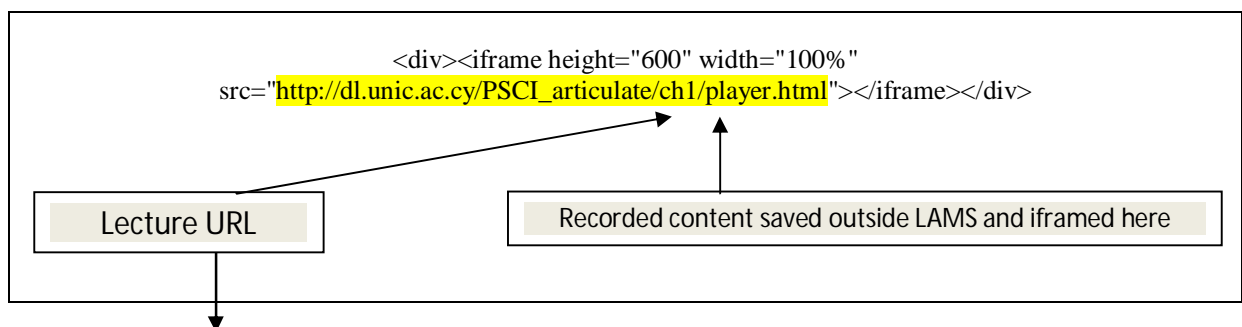 <div><iframe height="600" width="100%"
src="http://dl.unic.ac.cy/PSCI_articulate/ch1/player.html"></iframe></div>
Lecture URL
Recorded content saved outside LAMS and iframed here